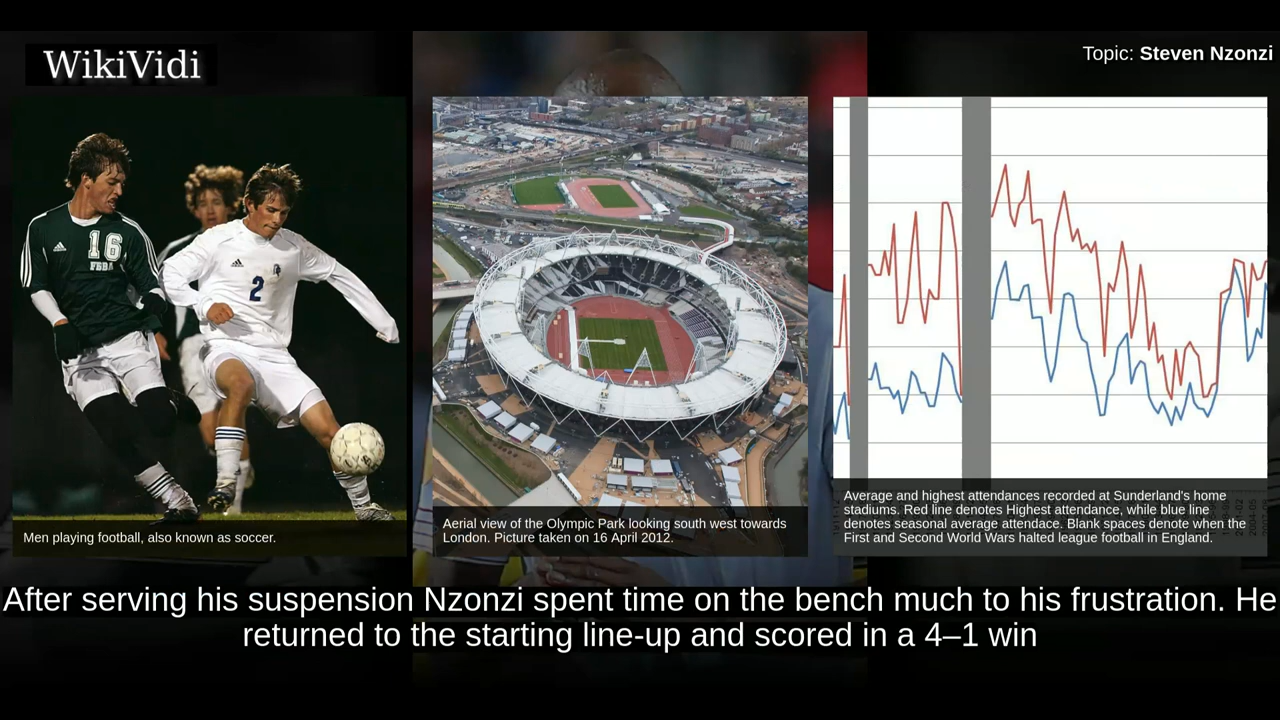 WikiVidi
Topic: Steven Nzonzi
16
2
Men playing football, also known as soccer.
Aerial view of the Olympic Park looking south west towards
London. Picture taken on 16 April 2012.
Average and highest attendances recorded at Sunderland's home
stadiums. Red line denotes Highest attendance, while blue line
denotes seasonal average attendace. Blank spaces denote when the
First and Second World Wars halted league football in England.
After serving his suspension Nzonzi spent time on the bench much to his frustration. He
returned to the starting line-up and scored in a 4–1 win